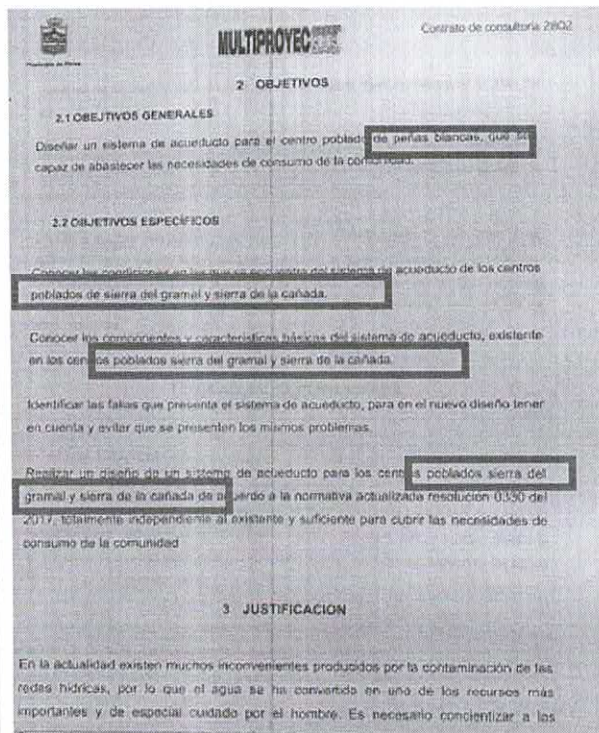 Contrato de consultoría 2802
MULTIPROYEC
2 OBJETIVOS
2.1 OBEJTIVOS GENERALES
Diseñar un sistema de acueducto para el centro poblado de peñas blancas, que se
capaz de abastecer las necesidades de consumo de la comunidad.
2.2 OBJETIVOS ESPECÍFICOS
Conocer las condiciones en las que se encuentra del sistema de acueducto de los centros
poblados de sierra del gramal y sierra de la cañada.
Conocer los componentes y características básicas del sistema de acueducto, existente
en los centros poblados sierra del gramal y sierra de la cañada.
Identificar las fallas que presenta el sistema de acueducto, para en el nuevo diseño tener
en cuenta y evitar que se presenten los mismos problemas.
Realizar un diseño de un sistema de acueducto para los centros poblados sierra del
gramal y sierra de la cañada de acuerdo a la normativa actualizada resolución 0330 del
2017, totalmente independiente al existente y suficiente para cubrir las necesidades de
consumo de la comunidad
3 JUSTIFICACION
En la actualidad existen muchos inconvenientes producidos por la contaminación de las
redes hídricas, por lo que el agua se ha convertido en uno de los recursos más
importantes y de especial cuidado por el hombre. Es necesario concientizar a los